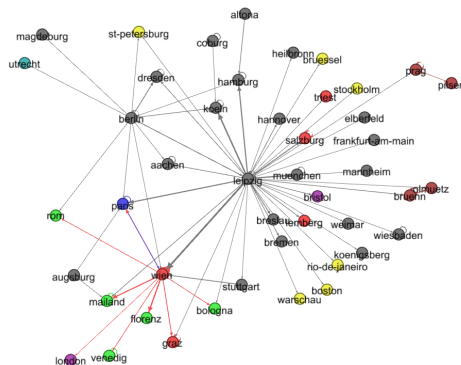 altona
magdeburg
st-petersburg
coburg
heilbronn
bruessel
utrecht
dresden
hamburg
prag
pilsen
stockholm
triest
berlin
koeln
hannover
elberfeld
salzburg
frankfurt-am-main
aachen
muenchen
mannheim
leipzig
olmuetz
bruenn
bristol
rom
paris
breslau
lemberg
weimar
wiesbaden
bremen
koenigsberg
wien
rio-de-janeiro
augsburg
stuttgart
boston
mailand
warschau
bologna
florenz
graz
london
venedig